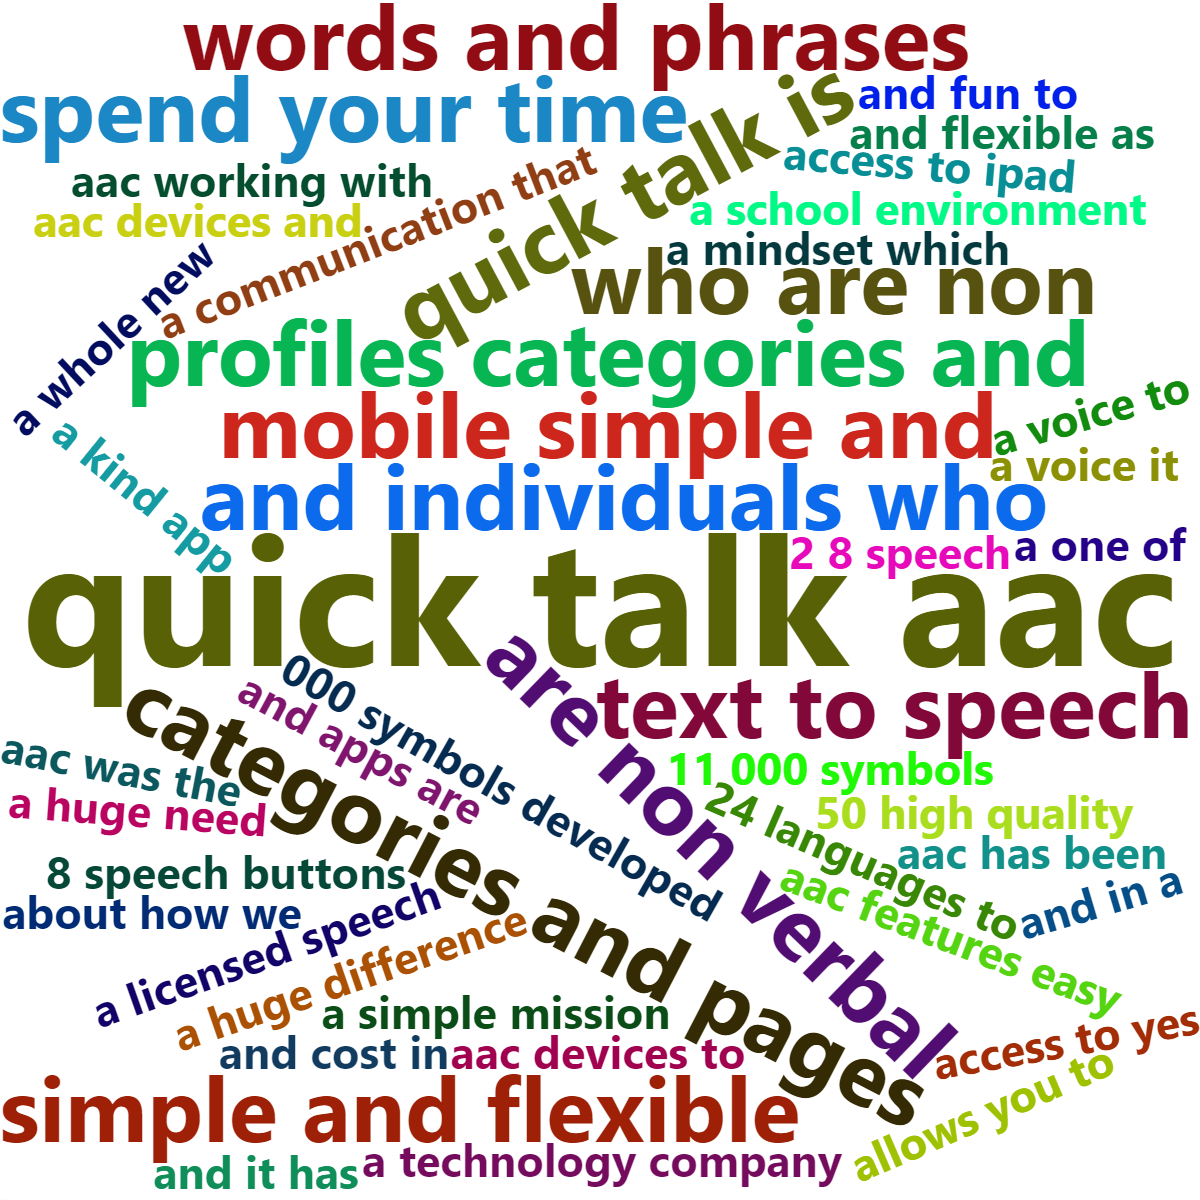 words and phrases
spend your time
quick talk is
and fun to
and flexible as
access to ipad
aac working with
a communication that
a school environment
aac devices and
a mindset which
a whole new
who are non
profiles categories and
mobile simple and
a voice to
a kind app
a voice it
and individuals who
2 8 speech
a one of
quick talk aac
are non verbal
000 symbols developed
and apps are
categories and pages
text to speech
aac was the
11 000 symbols
a huge need
24 languages to
50 high quality
aac has been
8 speech buttons
aac features easy
and in a
about how we
a licensed speech
a huge difference
a simple mission
and cost in
aac devices to
access to yes
simple and flexible
allows you to
and it has
a technology company